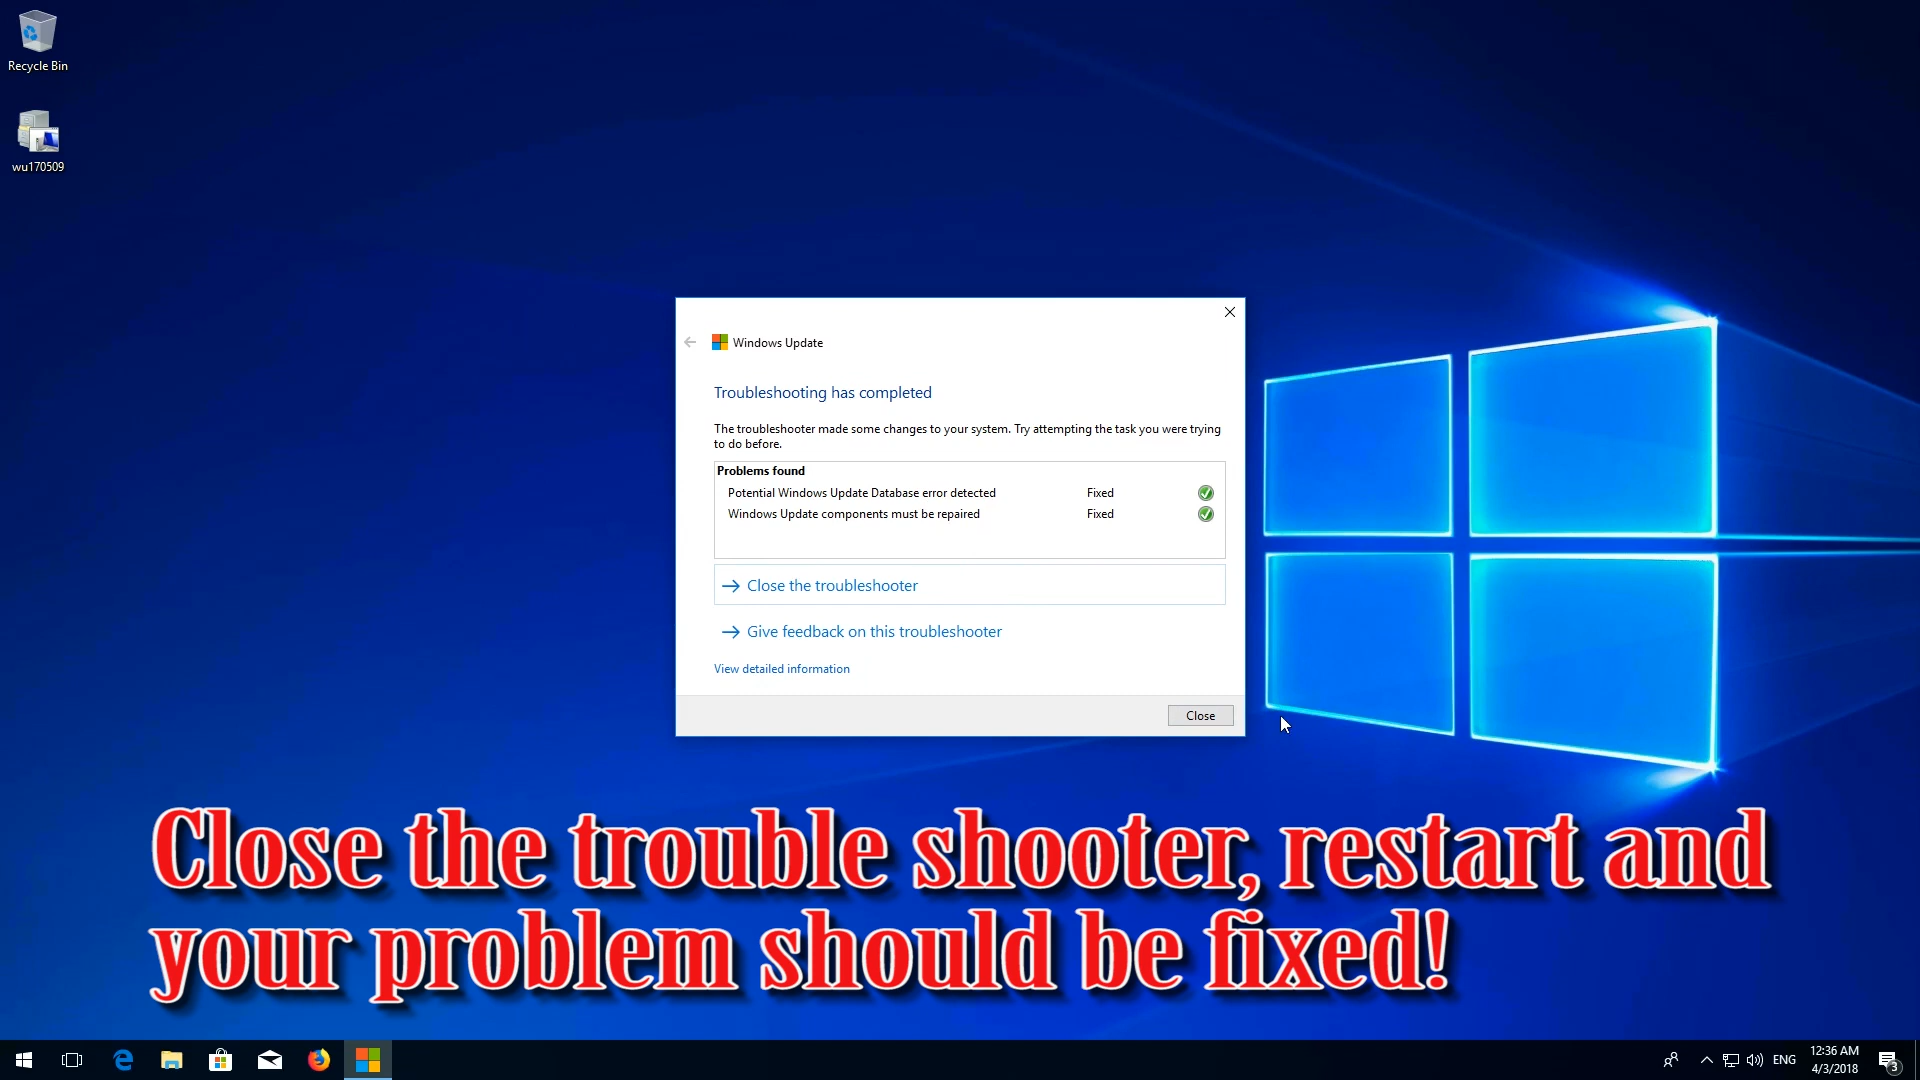 Recycle Bin
wu170509
Windows Update
Troubleshooting has completed
The troubleshooter made some changes to your system. Try attempting the task you were trying
to do before.
Problems found
Potential Windows Update Database error detected Fixed
Windows Update components must be repaired Fixed
Close the troubleshooter
Give feedback on this troubleshooter
View detailed information
Close
Close the trouble shooter, restart and
your problem should be fixed!
ENG
12:36 AM
4/3/2018
3